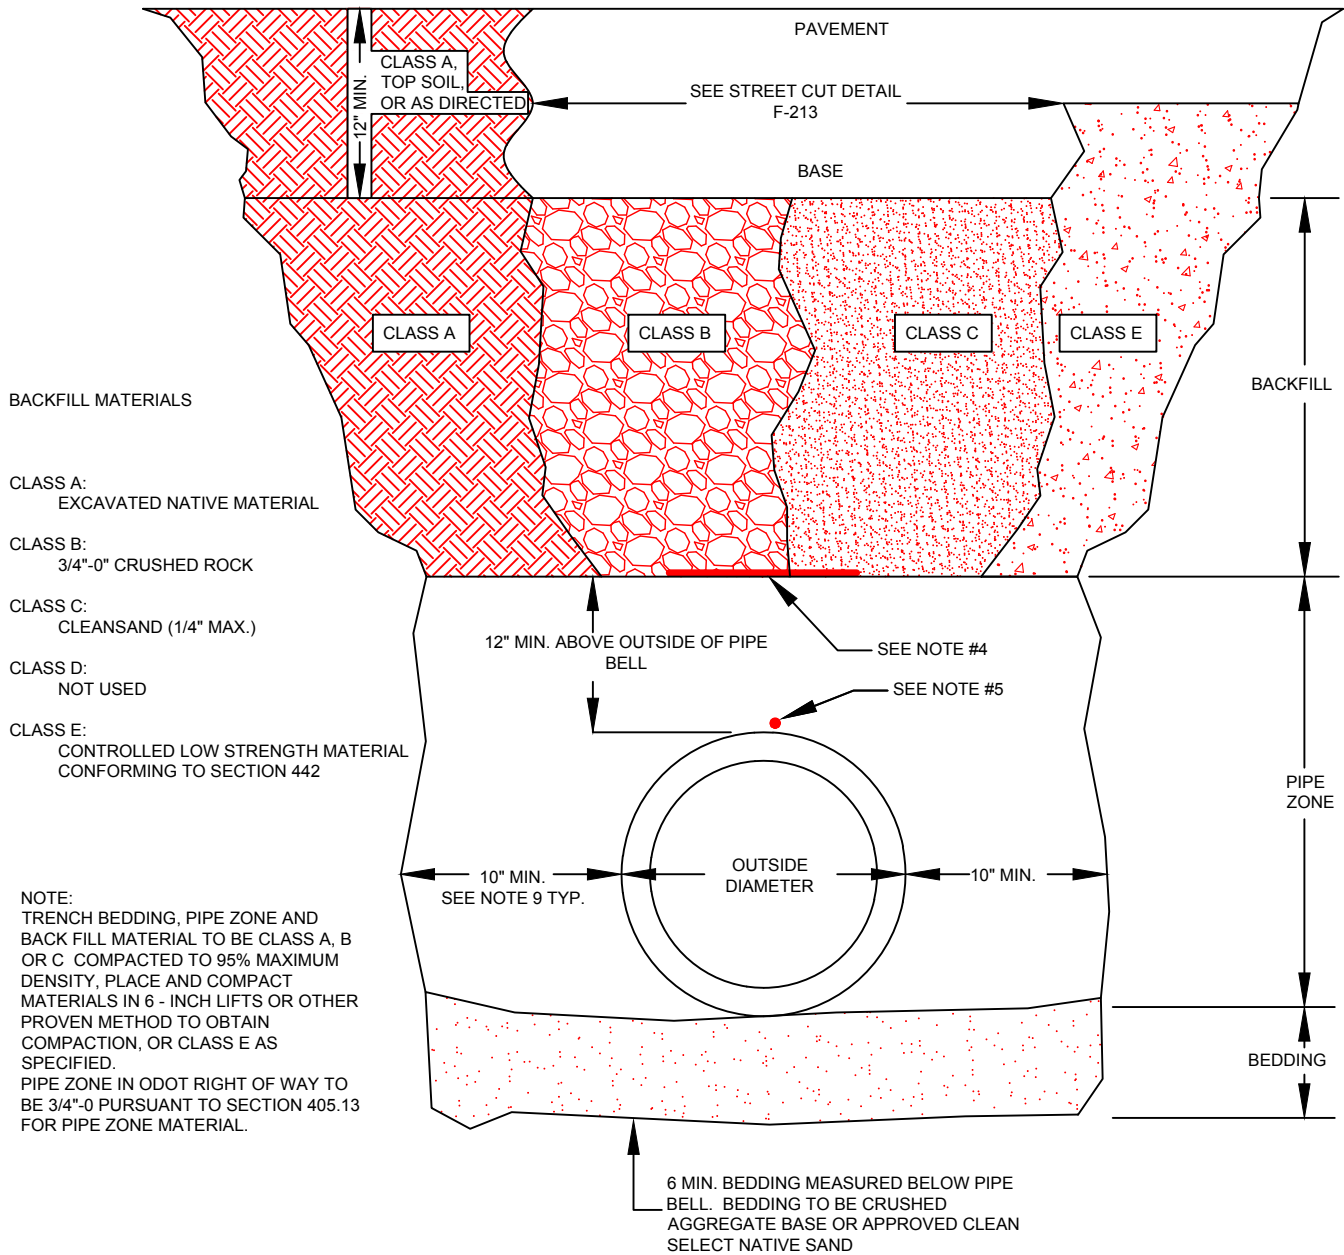 PAVEMENT
CLASS A,
TOP SOIL,
OR AS DIRECTED
12" MIN.
SEE STREET CUT DETAIL
F-213
BASE
CLASS A
CLASS B
CLASS C
CLASS E
BACKFILL
BACKFILL MATERIALS
CLASS A:
EXCAVATED NATIVE MATERIAL
CLASS B:
3/4"-0" CRUSHED ROCK
CLASS C:
CLEANSAND (1/4" MAX.)
CLASS D:
NOT USED
CLASS E:
CONTROLLED LOW STRENGTH MATERIAL
CONFORMING TO SECTION 442
12" MIN. ABOVE OUTSIDE OF PIPE
BELL
SEE NOTE #4
SEE NOTE #5
PIPE
ZONE
10" MIN.
SEE NOTE 9 TYP.
OUTSIDE
DIAMETER
10" MIN.
NOTE:
TRENCH BEDDING, PIPE ZONE AND
BACK FILL MATERIAL TO BE CLASS A, B
OR C COMPACTED TO 95% MAXIMUM
DENSITY, PLACE AND COMPACT
MATERIALS IN 6 - INCH LIFTS OR OTHER
PROVEN METHOD TO OBTAIN
COMPACTION, OR CLASS E AS
SPECIFIED.
PIPE ZONE IN ODOT RIGHT OF WAY TO
BE 3/4"-0 PURSUANT TO SECTION 405.13
FOR PIPE ZONE MATERIAL.
BEDDING
6 MIN. BEDDING MEASURED BELOW PIPE
BELL. BEDDING TO BE CRUSHED
AGGREGATE BASE OR APPROVED CLEAN
SELECT NATIVE SAND